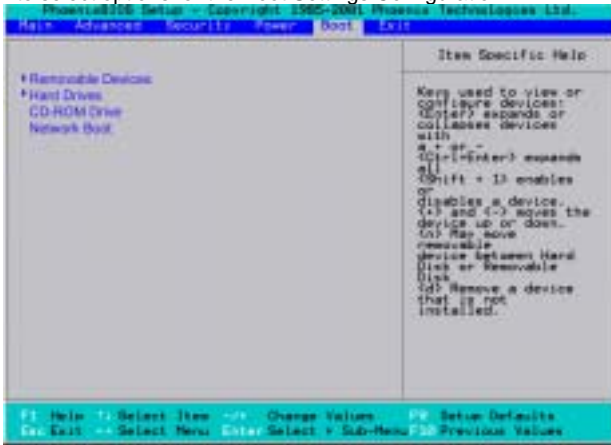 PhoenixBIOS Setup - Copyright 1985-2001 Phoenix Technologies Ltd.
Main Advanced Security Power Boot Exit
Item Specific Help
Removable Devices
Hard Drives
CD-ROM Drive
Network Boot
Keys used to view or
configure devices:
<Enter> expands or
collapses devices
with
a + or -
<Ctrl+Enter> expands
all
<Shift + 1> enables
or
disables a device.
<+> and <-> moves the
device up or down.
<n> May move
removable
device between Hard
Disk or Removable
Disk
<d> Remove a device
that is not
installed.
F1 Help ↑↓ Select Item -/+ Change Values F9 Setup Defaults
Esc Exit ↔ Select Menu Enter Select ▸ Sub-Menu F10 Previous Values